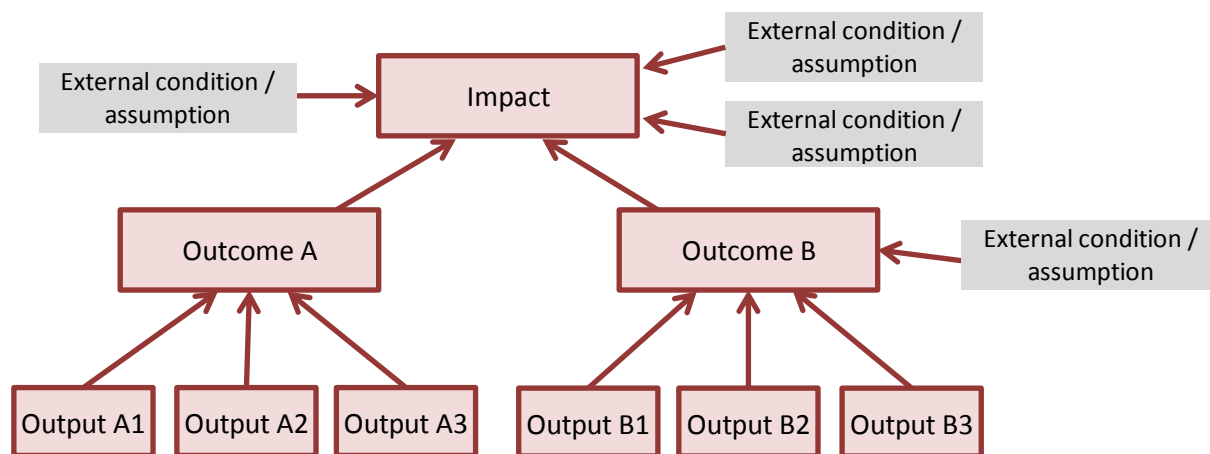 External condition /
assumption
External condition /
assumption
Impact
External condition /
assumption
Outcome A
Outcome B
External condition /
assumption
Output A1
Output A2
Output A3
Output B1
Output B2
Output B3